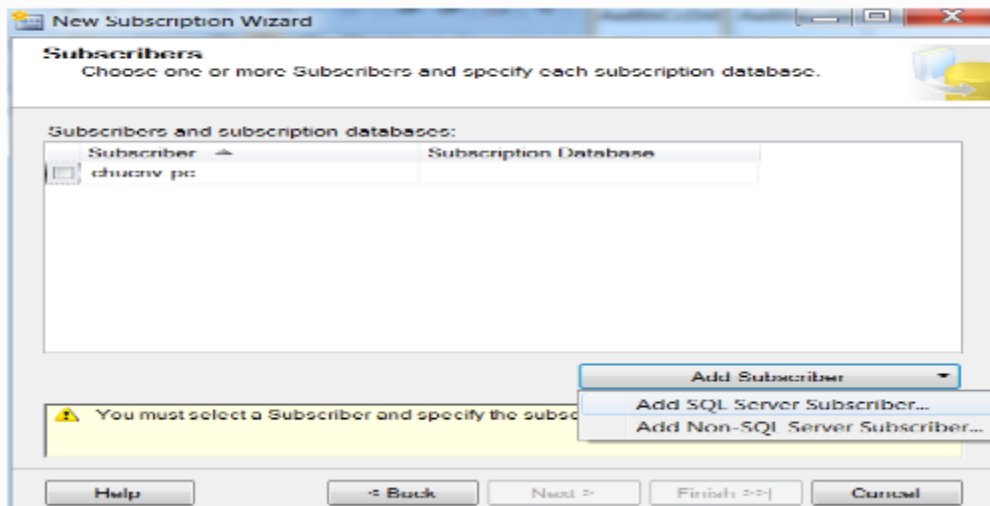 New Subscription Wizard
Subscribers
Choose one or more Subscribers and specify each subscription database.
Subscribers and subscription databases:
Subscriber Subscription Database
chucnv pc
Add Subscriber
Add SQL Server Subscriber...
You must select a Subscriber and specify the subsc
Add Non-SQL Server Subscriber...
Help < Back Next > Finish >>| Cancel